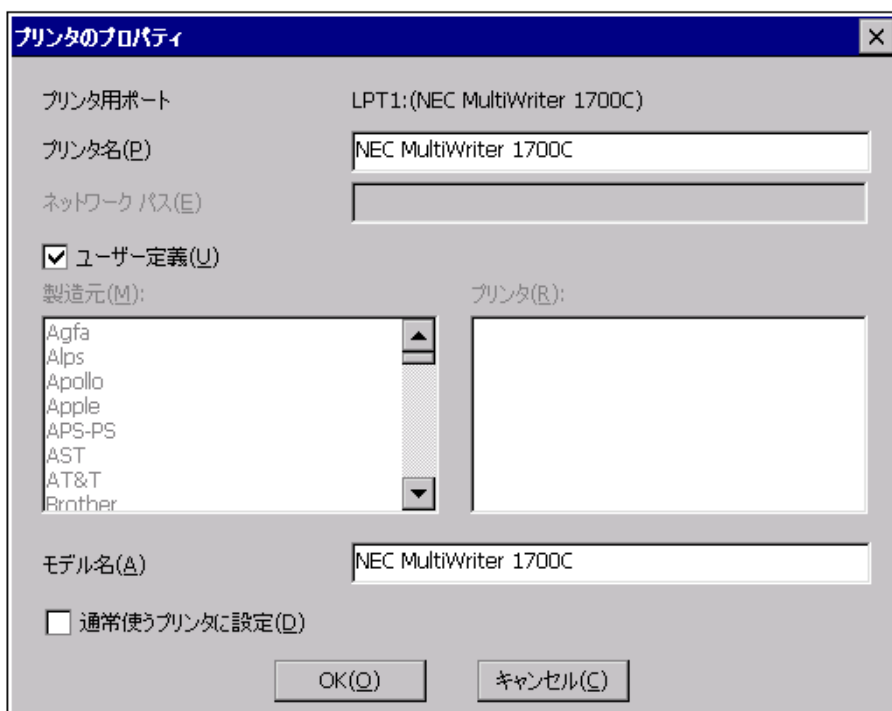 プリンタのプロパティ
プリンタ用ポート LPT1:(NEC MultiWriter 1700C)
プリンタ名(P) NEC MultiWriter 1700C
ネットワーク パス(E)
ユーザー定義(U)
製造元(M): プリンタ(R):
Agfa
Alps
Apollo
Apple
APS-PS
AST
AT&T
Brother
モデル名(A) NEC MultiWriter 1700C
通常使うプリンタに設定(D)
OK(O) キャンセル(C)